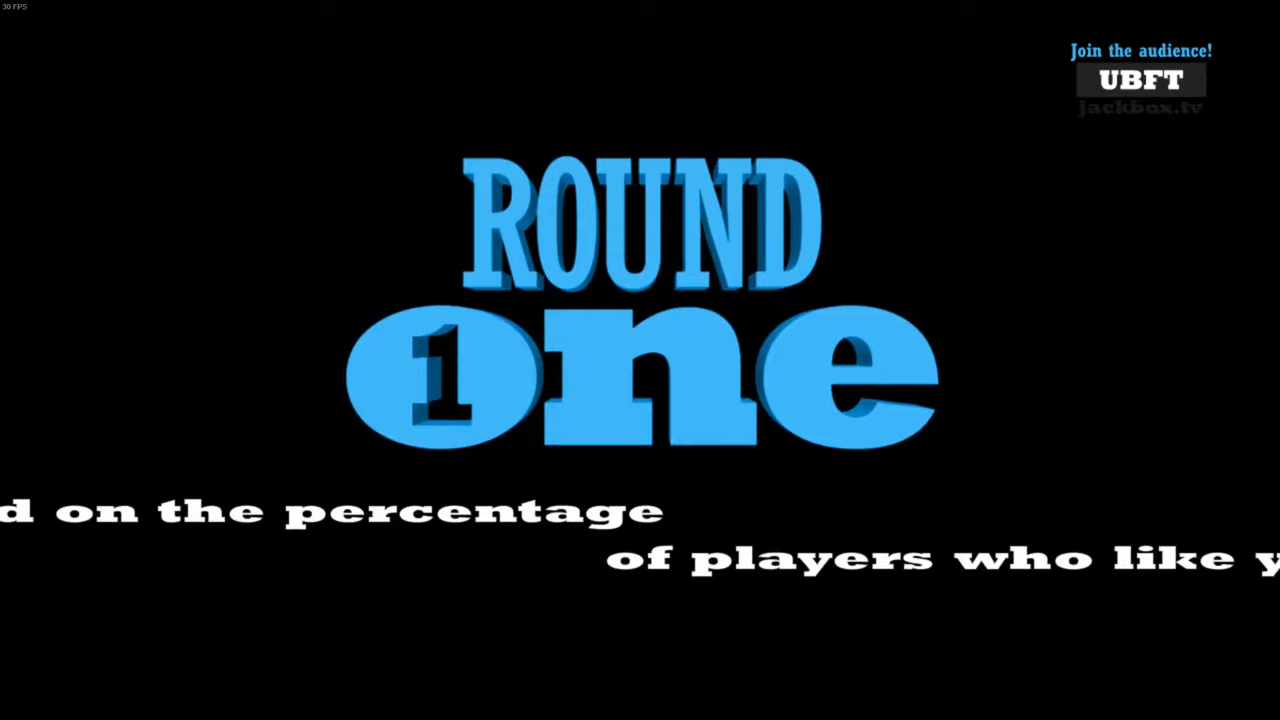 30 FPS
Join the audience!
UBFT
jackbox.tv
ROUND
One
1
on the percentage
of players who like